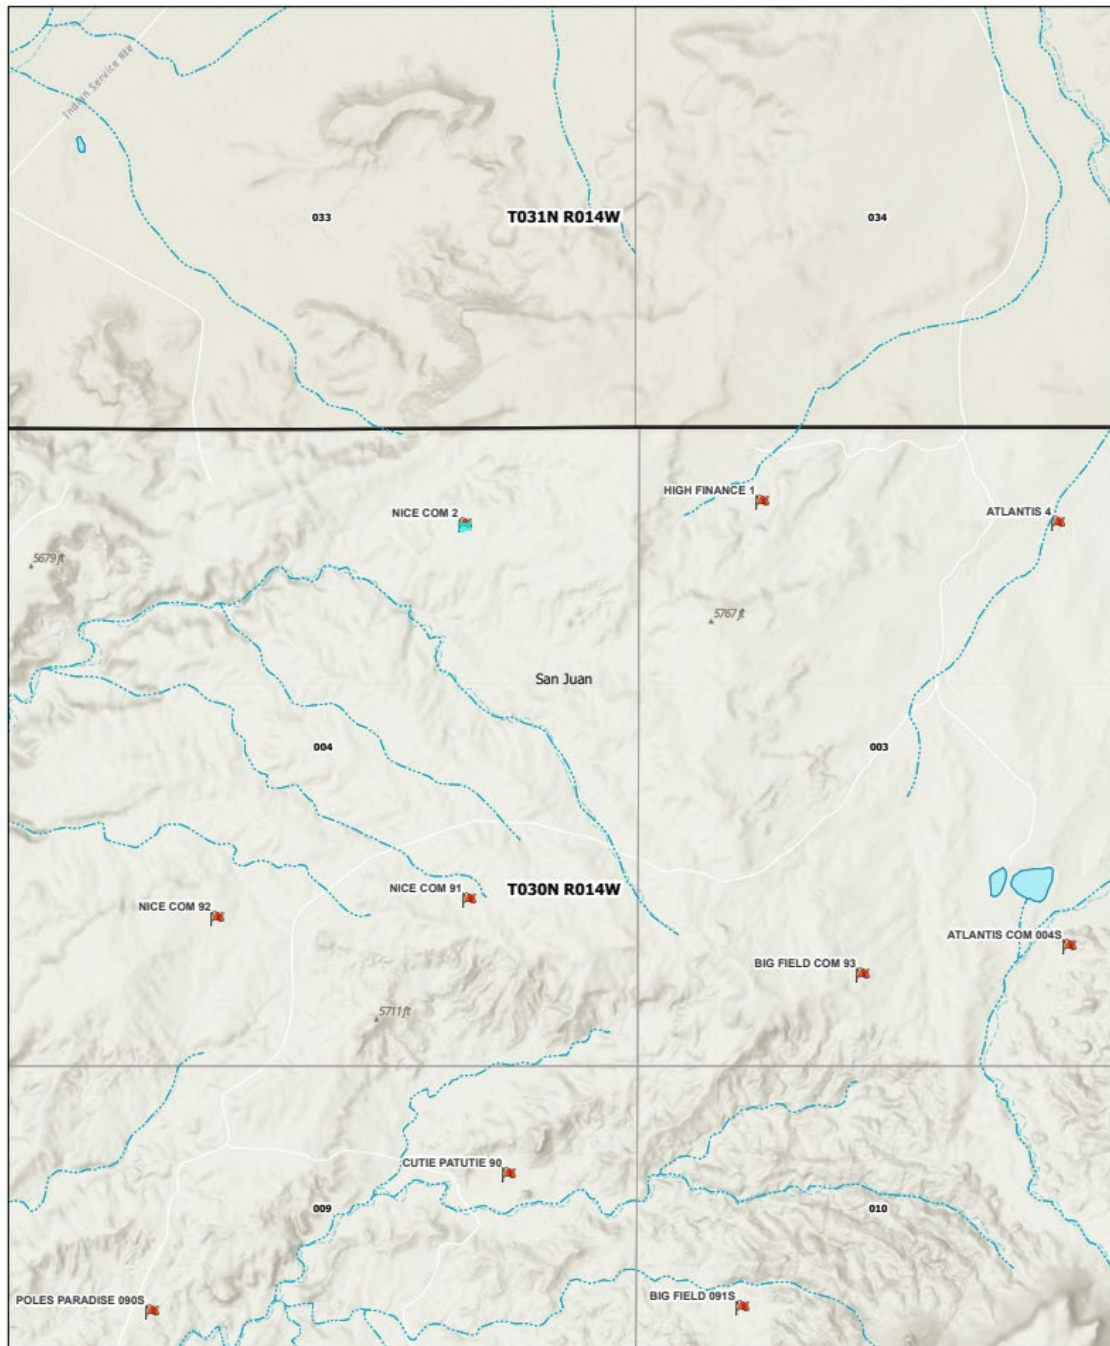 Indian Service Rte
033
T031N R014W
034
HIGH FINANCE 1
NICE COM 2
ATLANTIS 4
5679 ft
5767 ft
San Juan
004
003
NICE COM 91
T030N R014W
NICE COM 92
ATLANTIS COM 004S
BIG FIELD COM 93
5711 ft
CUTIE PATUTIE 90
009
010
POLES PARADISE 090S
BIG FIELD 091S